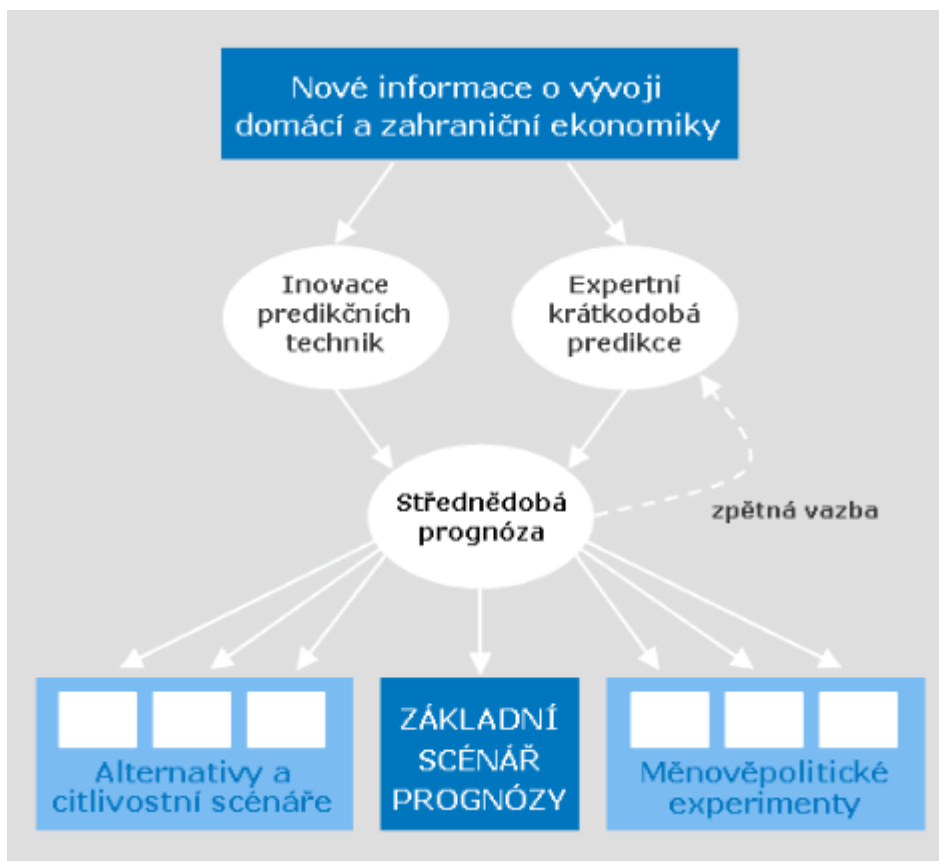 Nové informace o vývoji
domácí a zahraniční ekonomiky
Inovace
predikčních
technik
Expertní
krátkodobá
predikce
Střednědobá
prognóza
zpětná vazba
Alternativy a
citlivostní scénáře
ZÁKLADNÍ
SCÉNÁŘ
PROGNÓZY
Měnověpolitické
experimenty